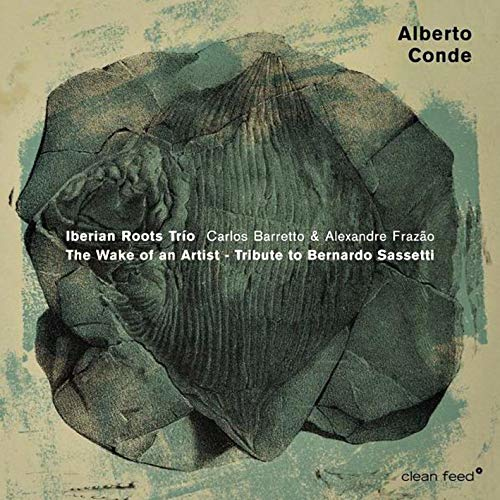 Alberto
Conde
Iberian Roots Trío Carlos Barretto & Alexandre Frazão
The Wake of an Artist - Tribute to Bernardo Sassetti
clean feed